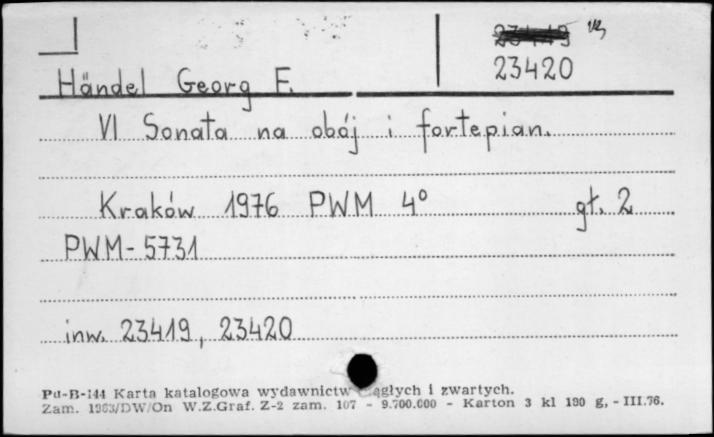 23420
Händel Georg F.
VI Sonata na obój i fortepian.
Kraków 1976 PWM 4° gł. 2
PWM-5731
inw. 23419, 23420
Pu-B-144 Karta katalogowa wydawnictw ciągłych i zwartych.
Zam. 1963/DW/On W.Z.Graf. Z-2 zam. 107 - 9.700.000 - Karton 3 kl 190 g, - III.76.